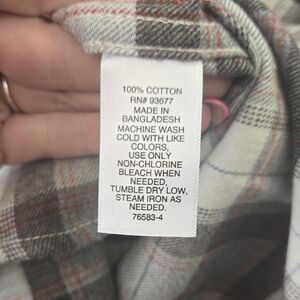 100% COTTON
RN# 93677
MADE IN
BANGLADESH
MACHINE WASH
COLD WITH LIKE
COLORS,
USE ONLY
NON-CHLORINE
BLEACH WHEN
NEEDED,
TUMBLE DRY LOW,
STEAM IRON AS
NEEDED.
76583-4